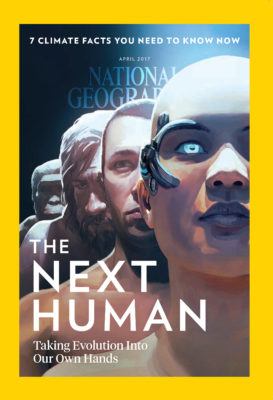 7 CLIMATE FACTS YOU NEED TO KNOW NOW
APRIL 2017
NATIONAL
GEOGRAP
THE
NEXT
HUMAN
Taking Evolution Into
Our Own Hands